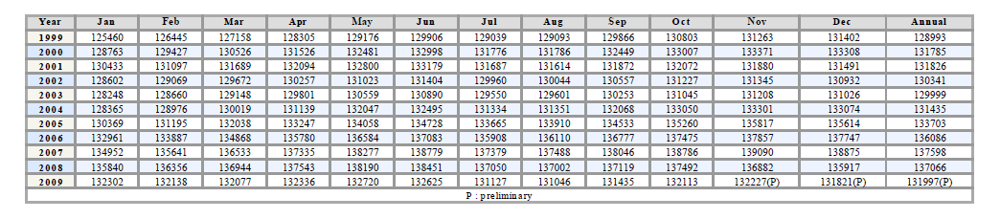 Year Jan Feb Mar Apr May Jun Jul Aug Sep Oct Nov Dec Annual
1999 125460 126445 127158 128305 129176 129906 129039 129093 129866 130803 131263 131402 128993
2000 128763 129427 130526 131526 132481 132998 131776 131786 132449 133007 133371 133308 131785
2001 130433 131097 131689 132094 132800 133179 131687 131614 131872 132072 131880 131491 131826
2002 128602 129069 129672 130257 131023 131404 129960 130044 130557 131227 131345 130932 130341
2003 128248 128660 129148 129801 130559 130890 129550 129601 130253 131045 131208 131026 129999
2004 128365 128976 130019 131139 132047 132495 131334 131351 132068 133050 133301 133074 131435
2005 130369 131195 132038 133247 134058 134728 133665 133910 134533 135260 135817 135614 133703
2006 132961 133887 134868 135780 136584 137083 135908 136110 136777 137475 137857 137747 136086
2007 134952 135641 136533 137335 138277 138779 137379 137488 138046 138786 139090 138875 137598
2008 135840 136356 136944 137543 138190 138451 137050 137002 137119 137492 136882 135917 137066
2009 132302 132138 132077 132336 132720 132625 131127 131046 131435 132113 132227(P) 131821(P) 131997(P)
P : preliminary